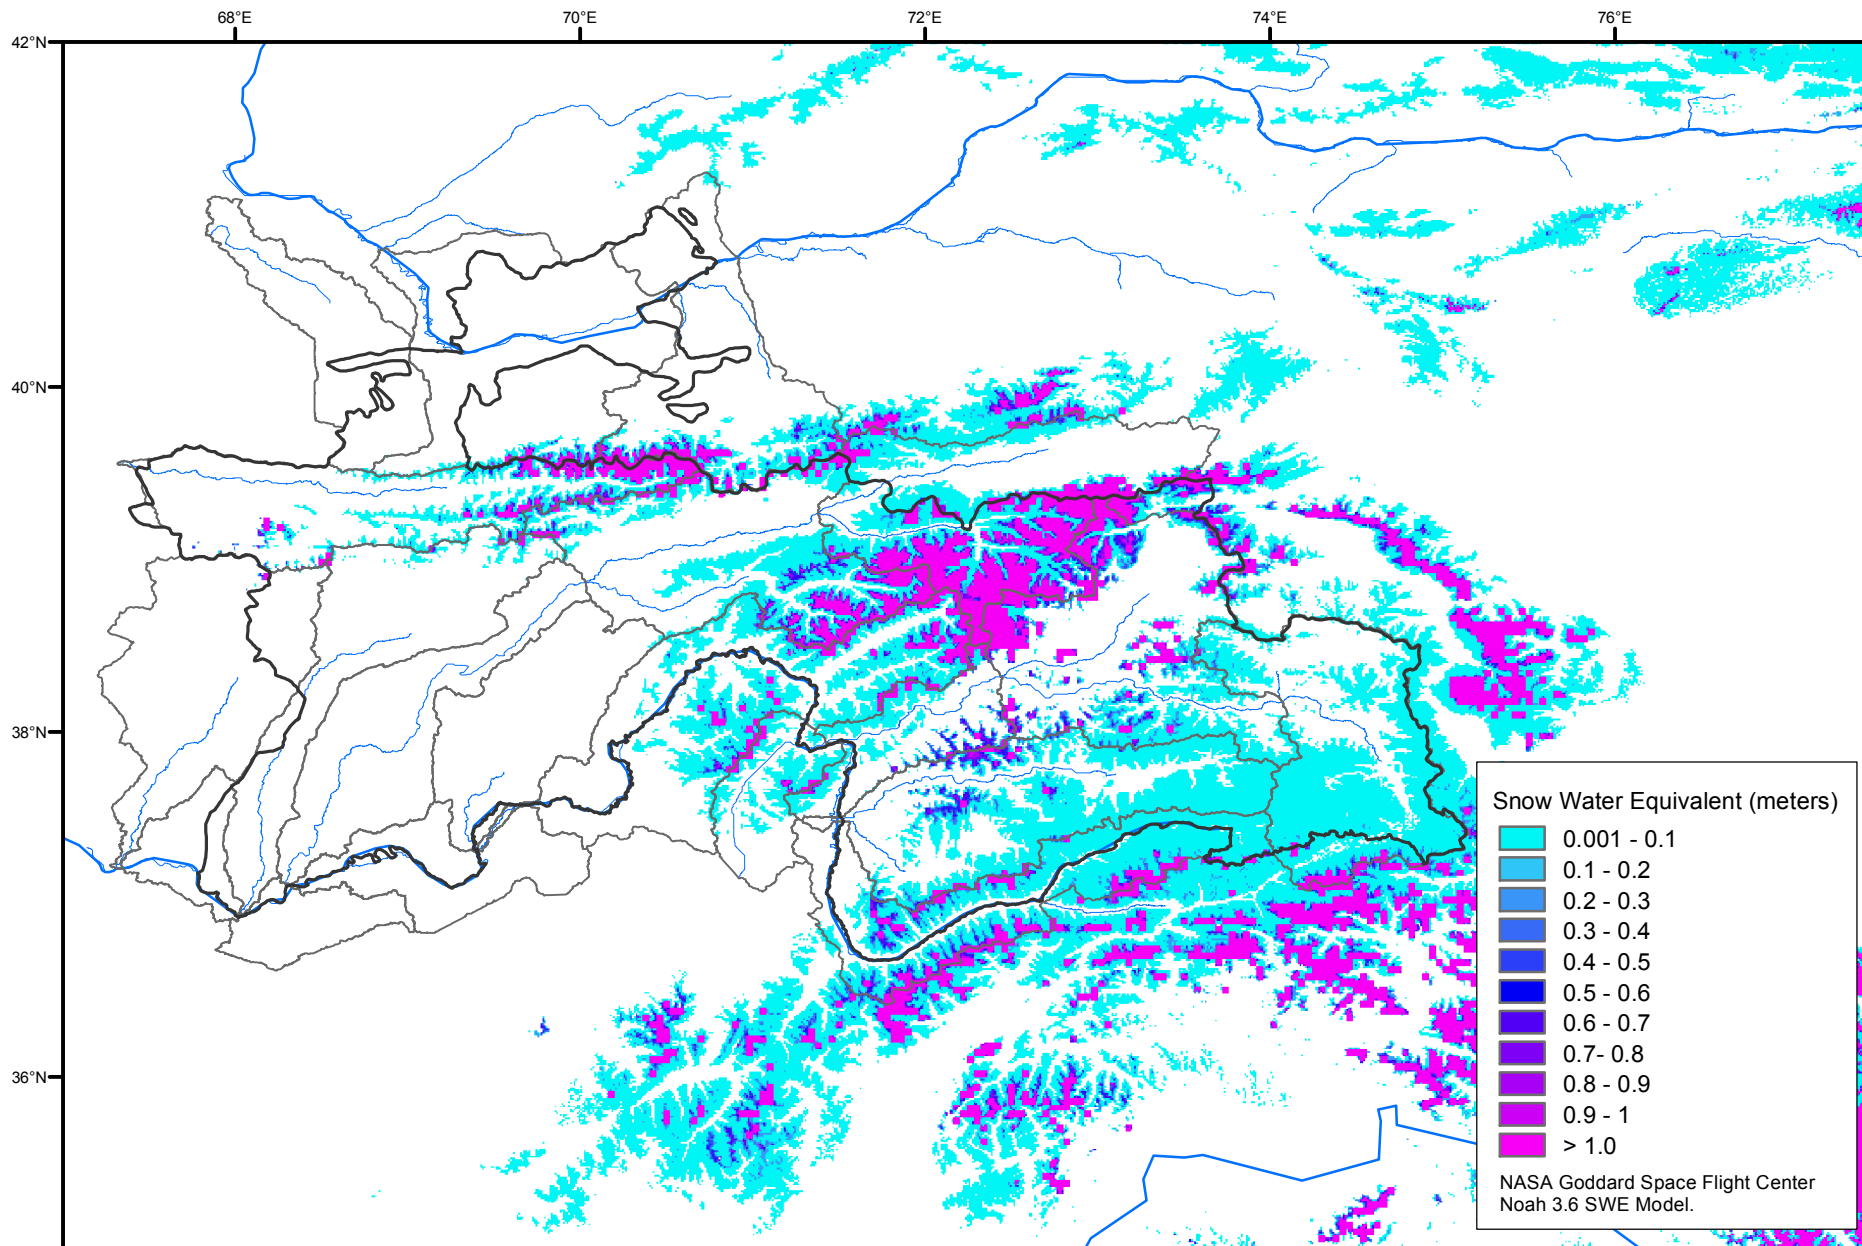 68°E 70°E 72°E 74°E 76°E
42°N
40°N
38°N
36°N
Snow Water Equivalent (meters)
0.001 - 0.1
0.1 - 0.2
0.2 - 0.3
0.3 - 0.4
0.4 - 0.5
0.5 - 0.6
0.6 - 0.7
0.7- 0.8
0.8 - 0.9
0.9 - 1
> 1.0
NASA Goddard Space Flight Center
Noah 3.6 SWE Model.